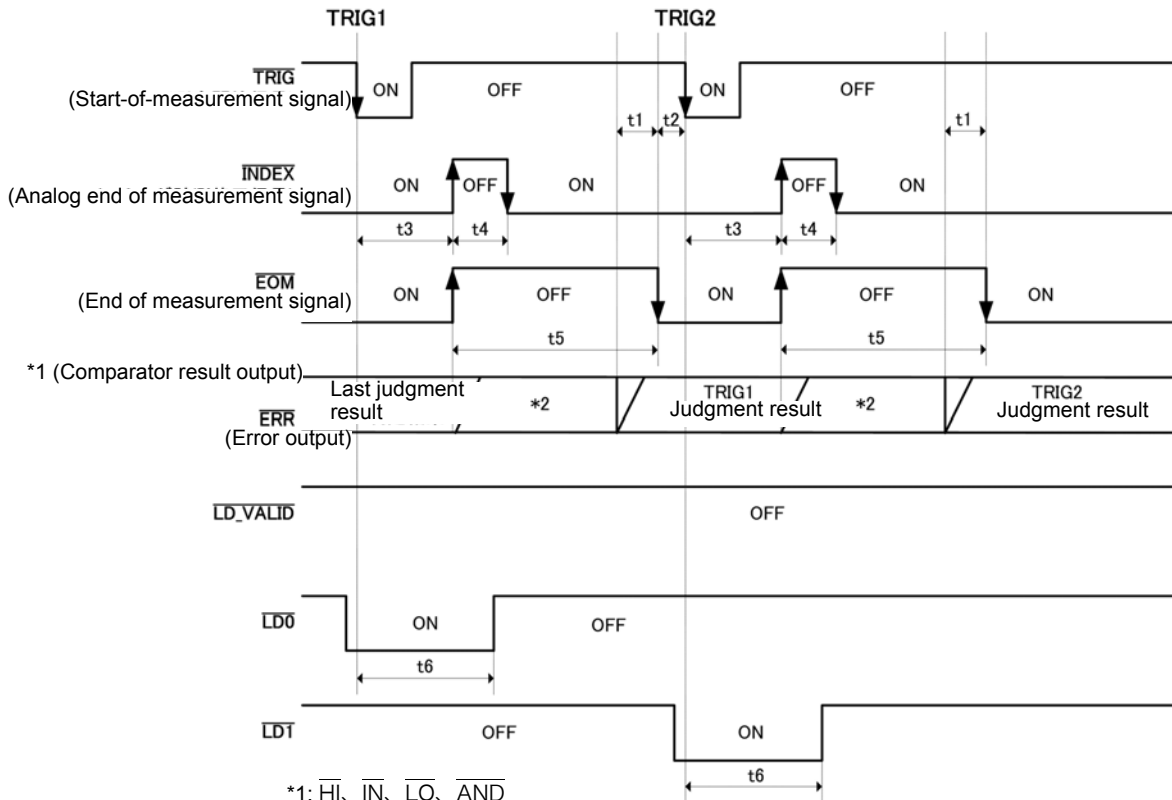 TRIG1 TRIG2
TRIG
(Start-of-measurement signal)
ON OFF ON OFF
t1 t2 t1
INDEX
(Analog end of measurement signal)
ON OFF ON OFF ON
t3 t4 t3 t4
EOM
(End of measurement signal)
ON OFF ON OFF ON
t5 t5
*1 (Comparator result output)
Last judgment result
*2
TRIG1
Judgment result
*2
TRIG2
Judgment result
ERR
(Error output)
LD_VALID
OFF
LD0
ON OFF
t6
LD1
OFF ON
t6
*1: HI、IN、LO、AND